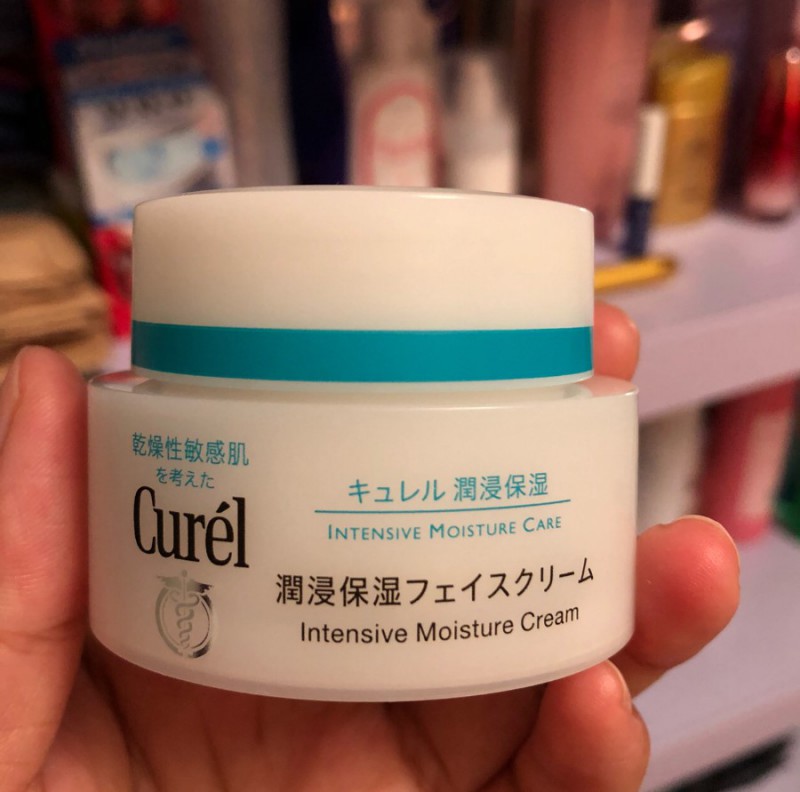 乾燥性敏感肌
を考えた
Curél
キュレル 潤浸保湿
INTENSIVE MOISTURE CARE
潤浸保湿フェイスクリーム
Intensive Moisture Cream